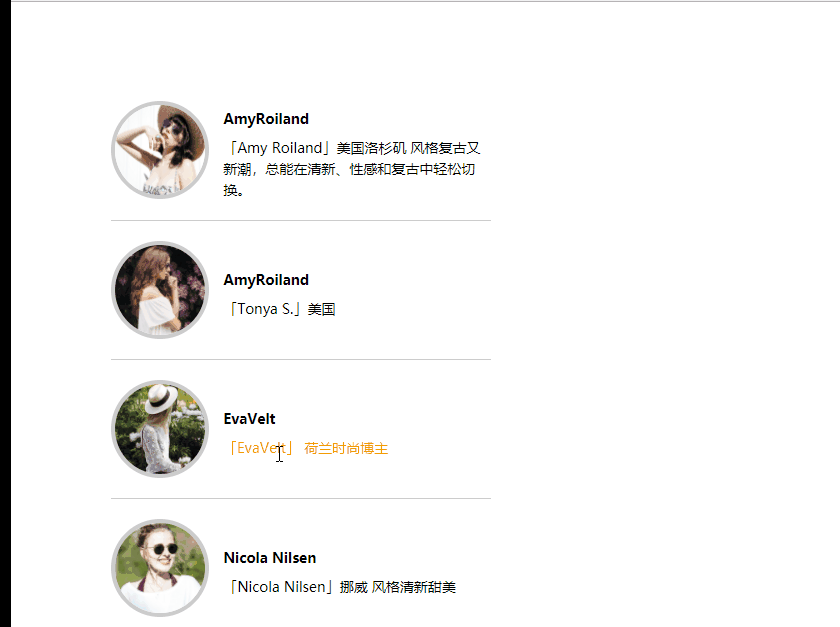 AmyRoiland
「Amy Roiland」美国洛杉矶 风格复古又
新潮，总能在清新、性感和复古中轻松切
换。
AmyRoiland
「Tonya S.」美国
EvaVelt
「EvaVelt」 荷兰时尚博主
Nicola Nilsen
「Nicola Nilsen」挪威 风格清新甜美